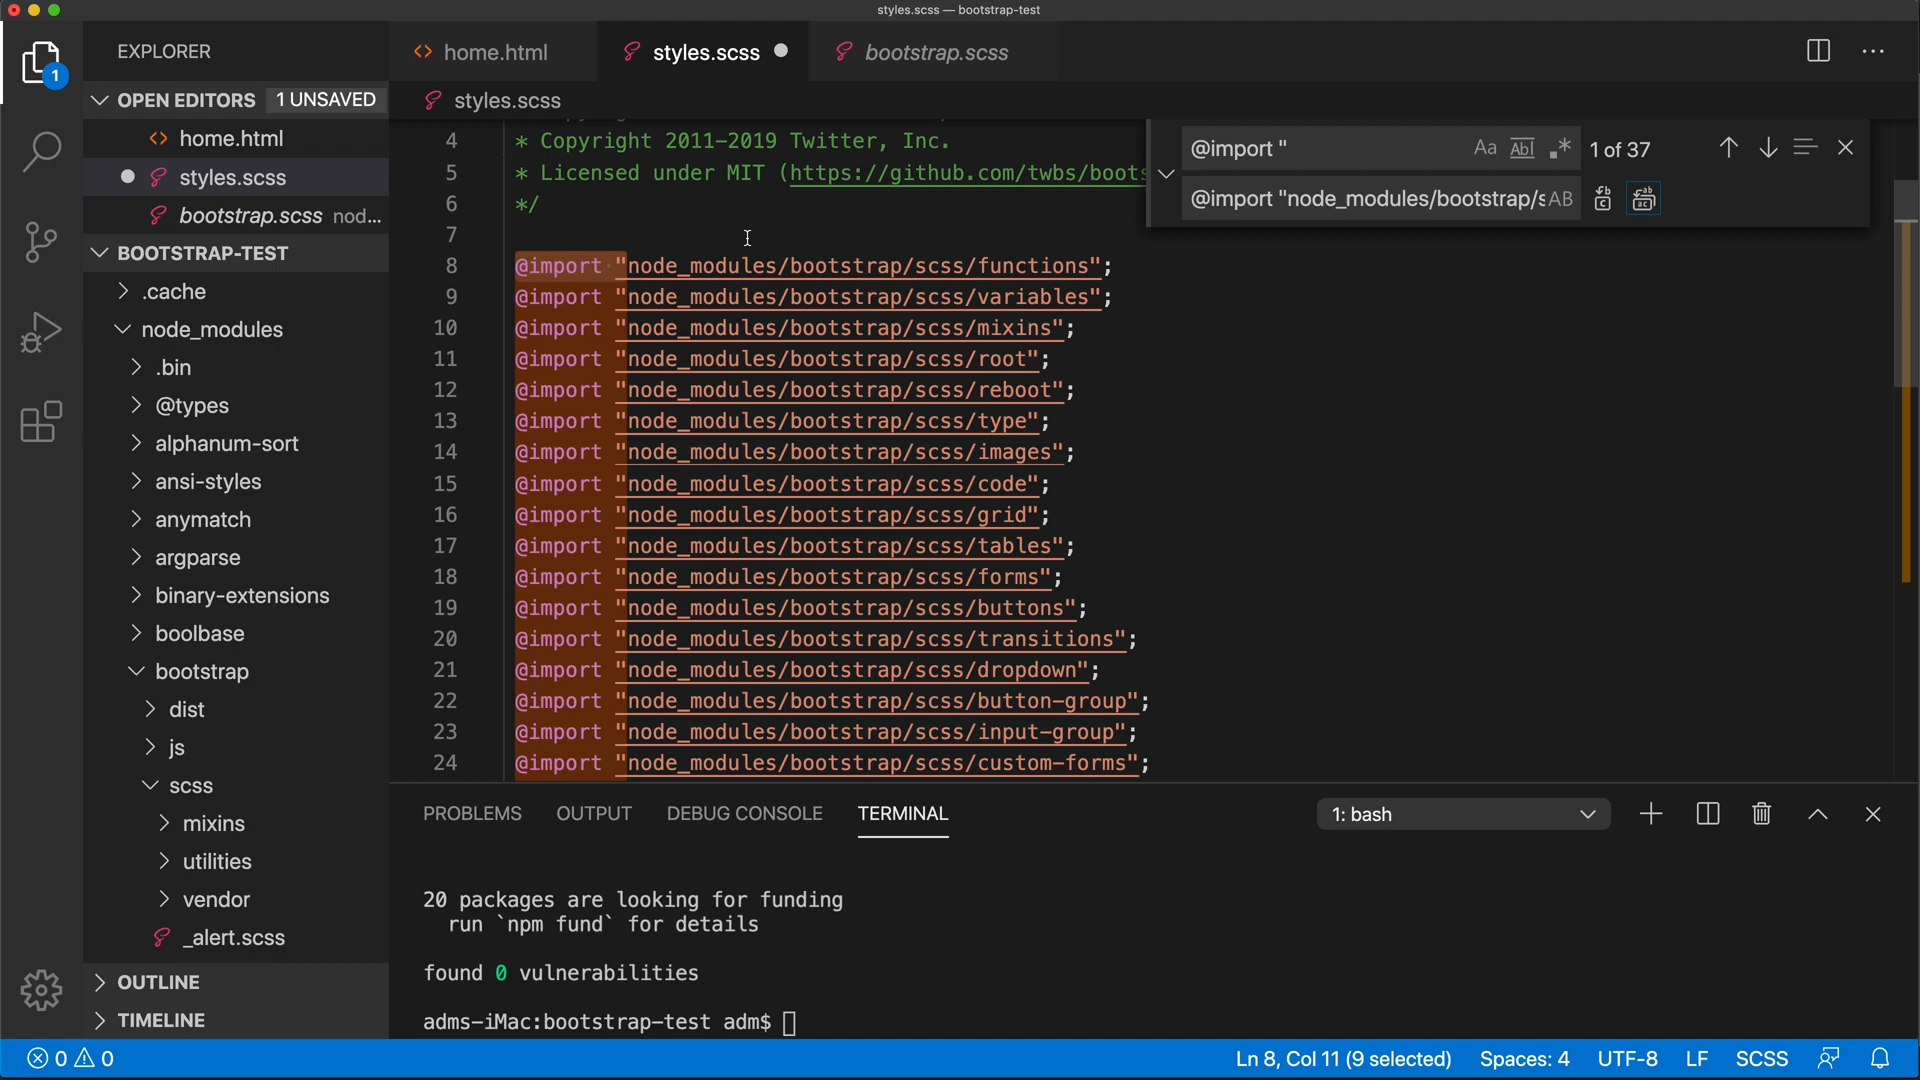 styles.scss — bootstrap-test
EXPLORER
home.html
styles.scss
bootstrap.scss
OPEN EDITORS
1 UNSAVED
home.html
styles.scss
bootstrap.scss nod...
BOOTSTRAP-TEST
.cache
node_modules
.bin
@types
alphanum-sort
ansi-styles
anymatch
argparse
binary-extensions
boolbase
bootstrap
dist
js
scss
mixins
utilities
vendor
_alert.scss
OUTLINE
TIMELINE
1
styles.scss
4 * Copyright 2011-2019 Twitter, Inc.
5 * Licensed under MIT (https://github.com/twbs/boots
6 */
7
8 @import "node_modules/bootstrap/scss/functions";
9 @import "node_modules/bootstrap/scss/variables";
10 @import "node_modules/bootstrap/scss/mixins";
11 @import "node_modules/bootstrap/scss/root";
12 @import "node_modules/bootstrap/scss/reboot";
13 @import "node_modules/bootstrap/scss/type";
14 @import "node_modules/bootstrap/scss/images";
15 @import "node_modules/bootstrap/scss/code";
16 @import "node_modules/bootstrap/scss/grid";
17 @import "node_modules/bootstrap/scss/tables";
18 @import "node_modules/bootstrap/scss/forms";
19 @import "node_modules/bootstrap/scss/buttons";
20 @import "node_modules/bootstrap/scss/transitions";
21 @import "node_modules/bootstrap/scss/dropdown";
22 @import "node_modules/bootstrap/scss/button-group";
23 @import "node_modules/bootstrap/scss/input-group";
24 @import "node_modules/bootstrap/scss/custom-forms";
@import " Aa Abl .* 1 of 37
@import "node_modules/bootstrap/s AB
PROBLEMS OUTPUT DEBUG CONSOLE TERMINAL
1: bash
20 packages are looking for funding
run `npm fund` for details
found 0 vulnerabilities
adms-iMac:bootstrap-test adm$
0 0
Ln 8, Col 11 (9 selected) Spaces: 4 UTF-8 LF SCSS